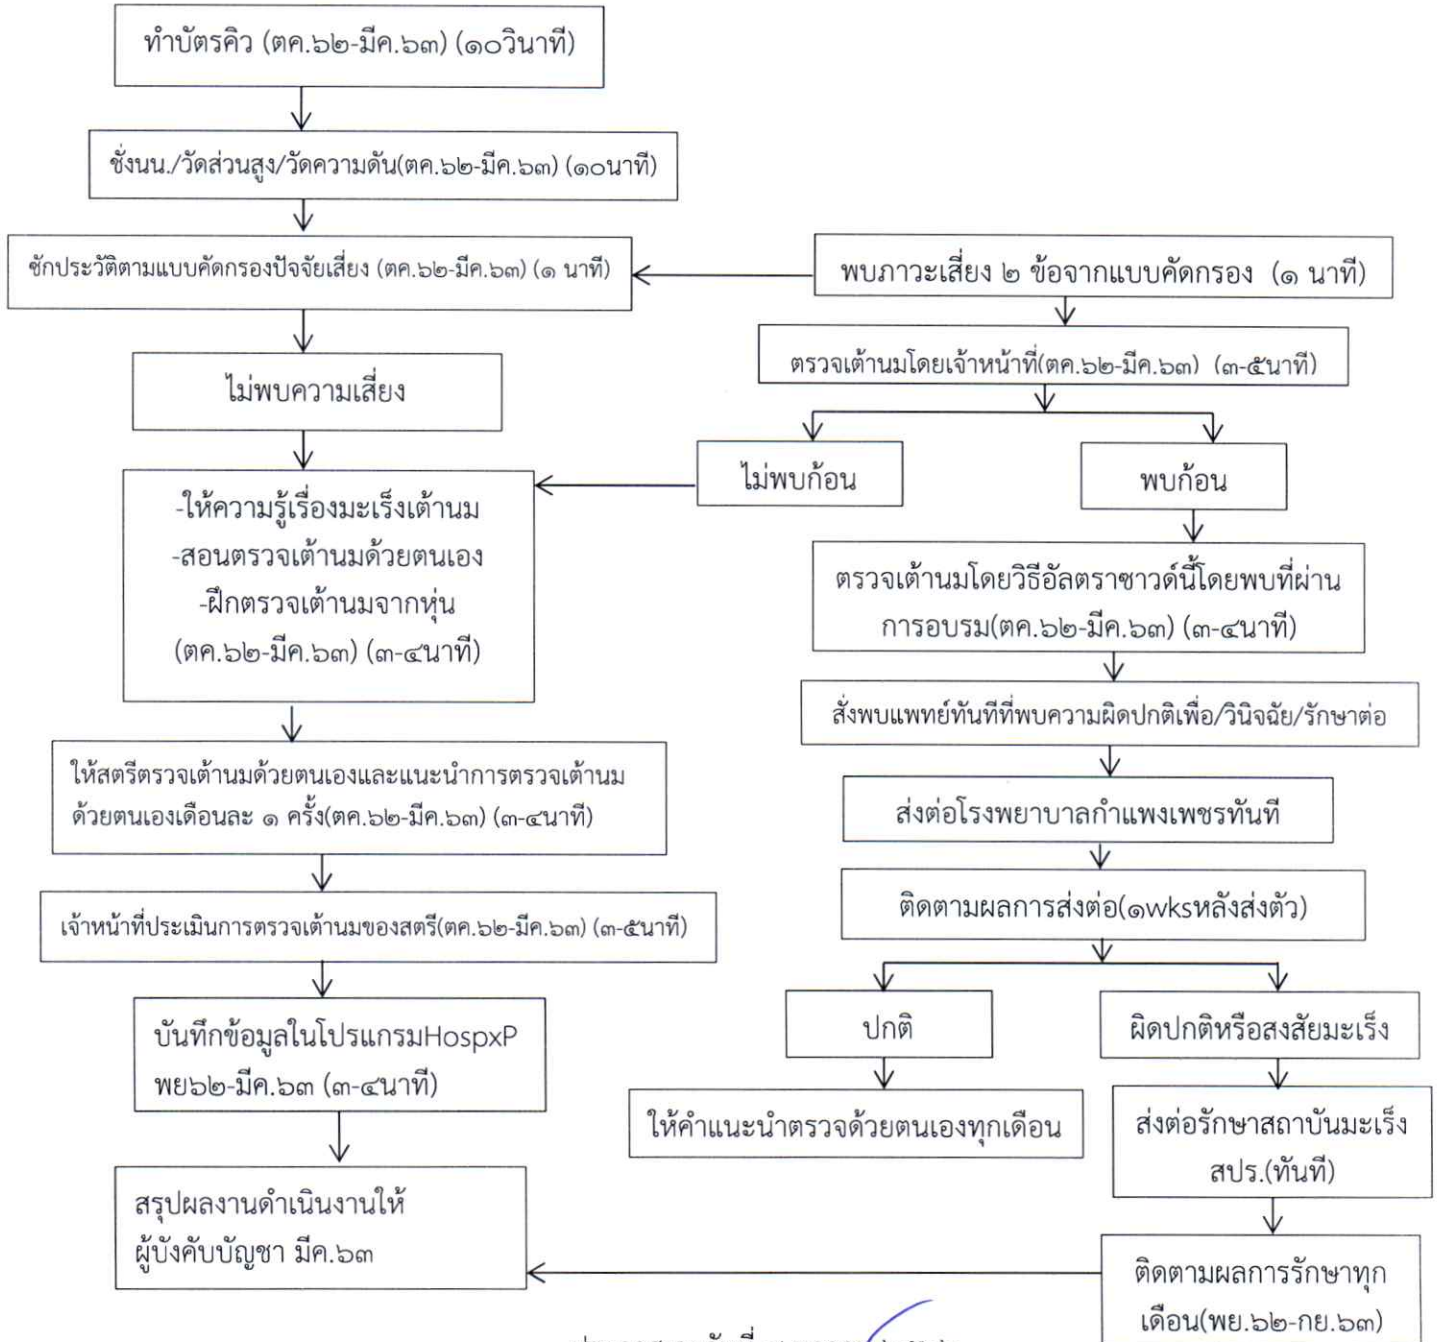 ทำบัตรคิว (ตค.๖๒-มีค.๖๓) (๑๐วินาที)
ชั่งนน./วัดส่วนสูง/วัดความดัน(ตค.๖๒-มีค.๖๓) (๑๐นาที)
ซักประวัติตามแบบคัดกรองปัจจัยเสี่ยง (ตค.๖๒-มีค.๖๓) (๑ นาที)
พบภาวะเสี่ยง ๒ ข้อจากแบบคัดกรอง (๑ นาที)
ตรวจเต้านมโดยเจ้าหน้าที่(ตค.๖๒-มีค.๖๓) (๓-๕นาที)
ไม่พบความเสี่ยง
ไม่พบก้อน
พบก้อน
-ให้ความรู้เรื่องมะเร็งเต้านม
-สอนตรวจเต้านมด้วยตนเอง
-ฝึกตรวจเต้านมจากหุ่น
(ตค.๖๒-มีค.๖๓) (๓-๔นาที)
ตรวจเต้านมโดยวิธีอัลตราซาวด์นี้โดยพบที่ผ่าน
การอบรม(ตค.๖๒-มีค.๖๓) (๓-๔นาที)
สั่งพบแพทย์ทันทีที่พบความผิดปกติเพื่อ/วินิจฉัย/รักษาต่อ
ให้สตรีตรวจเต้านมด้วยตนเองและแนะนำการตรวจเต้านม
ด้วยตนเองเดือนละ ๑ ครั้ง(ตค.๖๒-มีค.๖๓) (๓-๔นาที)
ส่งต่อโรงพยาบาลกำแพงเพชรทันที
เจ้าหน้าที่ประเมินการตรวจเต้านมของสตรี(ตค.๖๒-มีค.๖๓) (๓-๕นาที)
ติดตามผลการส่งต่อ(๑wksหลังส่งตัว)
บันทึกข้อมูลในโปรแกรมHospxP
พย๖๒-มีค.๖๓ (๓-๔นาที)
ปกติ
ผิดปกติหรือสงสัยมะเร็ง
ให้คำแนะนำตรวจด้วยตนเองทุกเดือน
ส่งต่อรักษาสถาบันมะเร็ง
สปร.(ทันที)
สรุปผลงานดำเนินงานให้
ผู้บังคับบัญชา มีค.๖๓
ติดตามผลการรักษาทุก
เดือน(พย.๖๒-กย.๖๓)